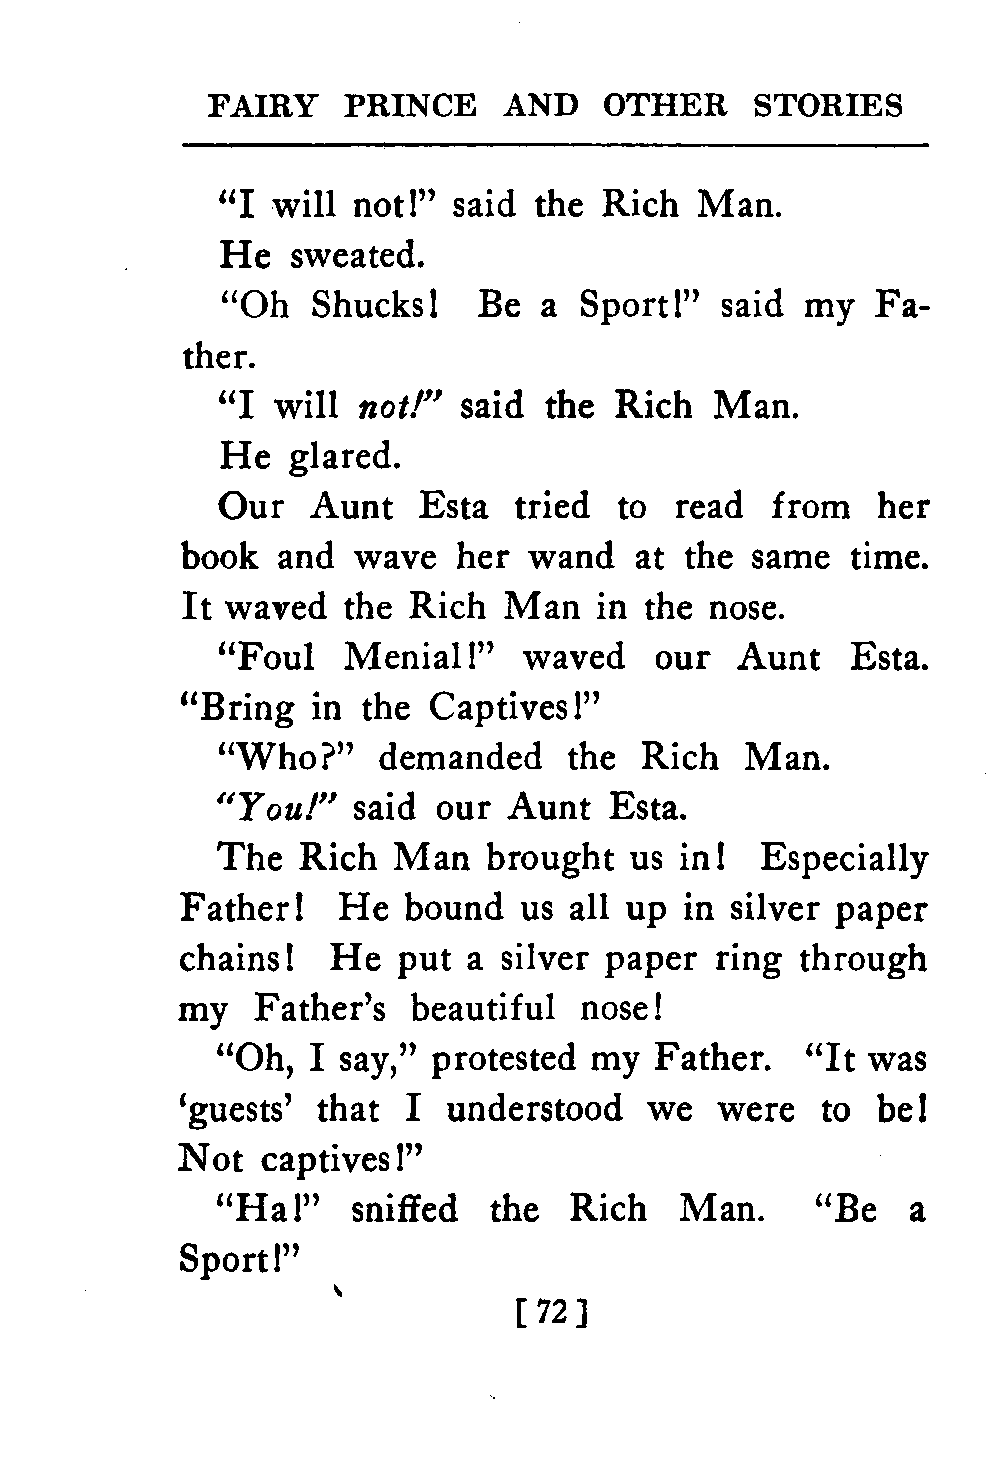 FAIRY PRINCE AND OTHER STORIES
“I will not!” said the Rich Man.
He sweated.
“Oh Shucks! Be a Sport!” said my Fa-
ther.
“I will not!” said the Rich Man.
He glared.
Our Aunt Esta tried to read from her
book and wave her wand at the same time.
It waved the Rich Man in the nose.
“Foul Menial!” waved our Aunt Esta.
“Bring in the Captives!”
“Who?” demanded the Rich Man.
“You!” said our Aunt Esta.
The Rich Man brought us in! Especially
Father! He bound us all up in silver paper
chains! He put a silver paper ring through
my Father’s beautiful nose!
“Oh, I say,” protested my Father. “It was
‘guests’ that I understood we were to be!
Not captives!”
“Ha!” sniffed the Rich Man. “Be a
Sport!”
[72]